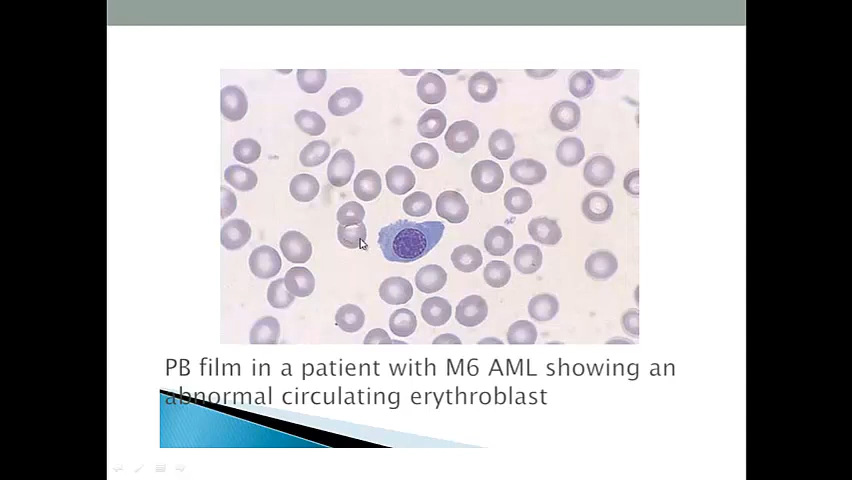 PB film in a patient with M6 AML showing an
abnormal circulating erythroblast